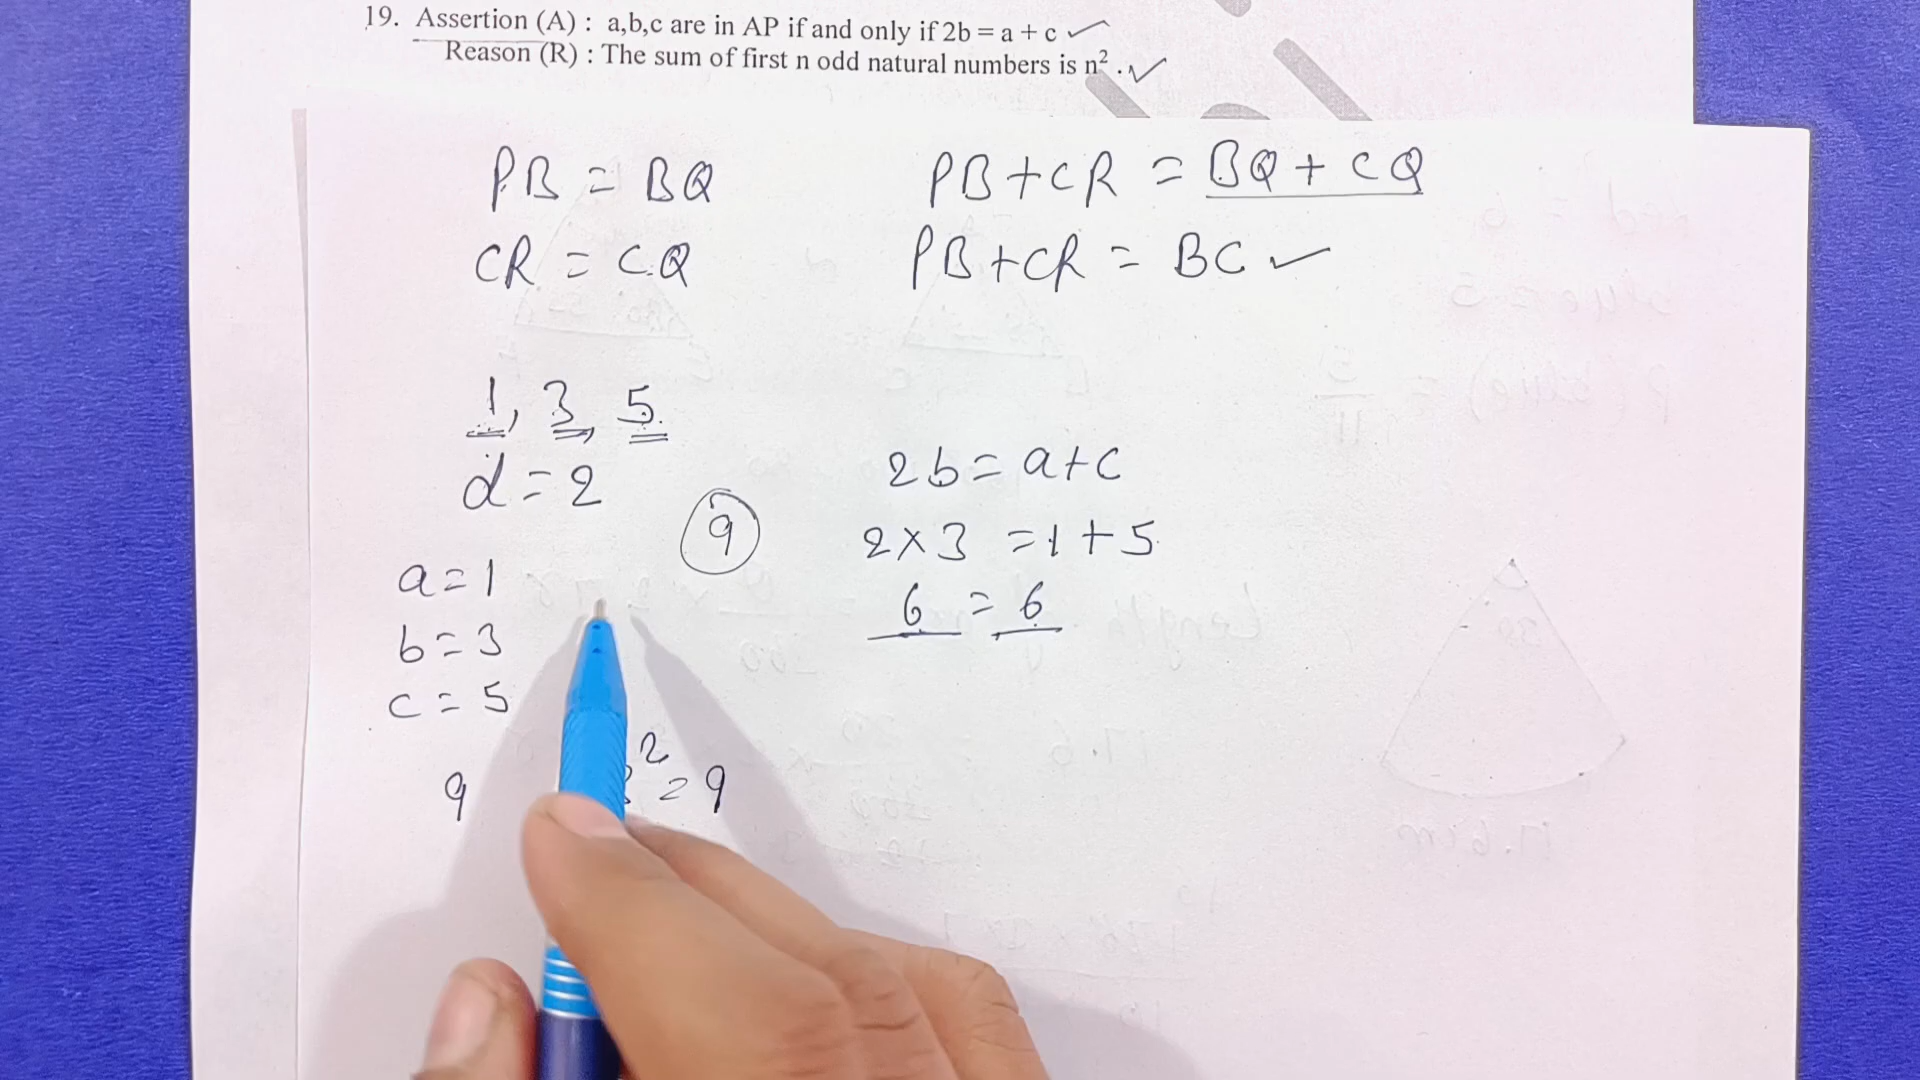 19. Assertion (A) : a,b,c are in AP if and only if 2b = a + c ✓
Reason (R) : The sum of first n odd natural numbers is n² . ✓
PB = BQ
CR = CQ
PB + CR = BQ + CQ
PB + CR = BC ✓
1, 3, 5
d = 2
9
a = 1
b = 3
c = 5
9
² = 9
2b = a + c
2 × 3 = 1 + 5
6 = 6